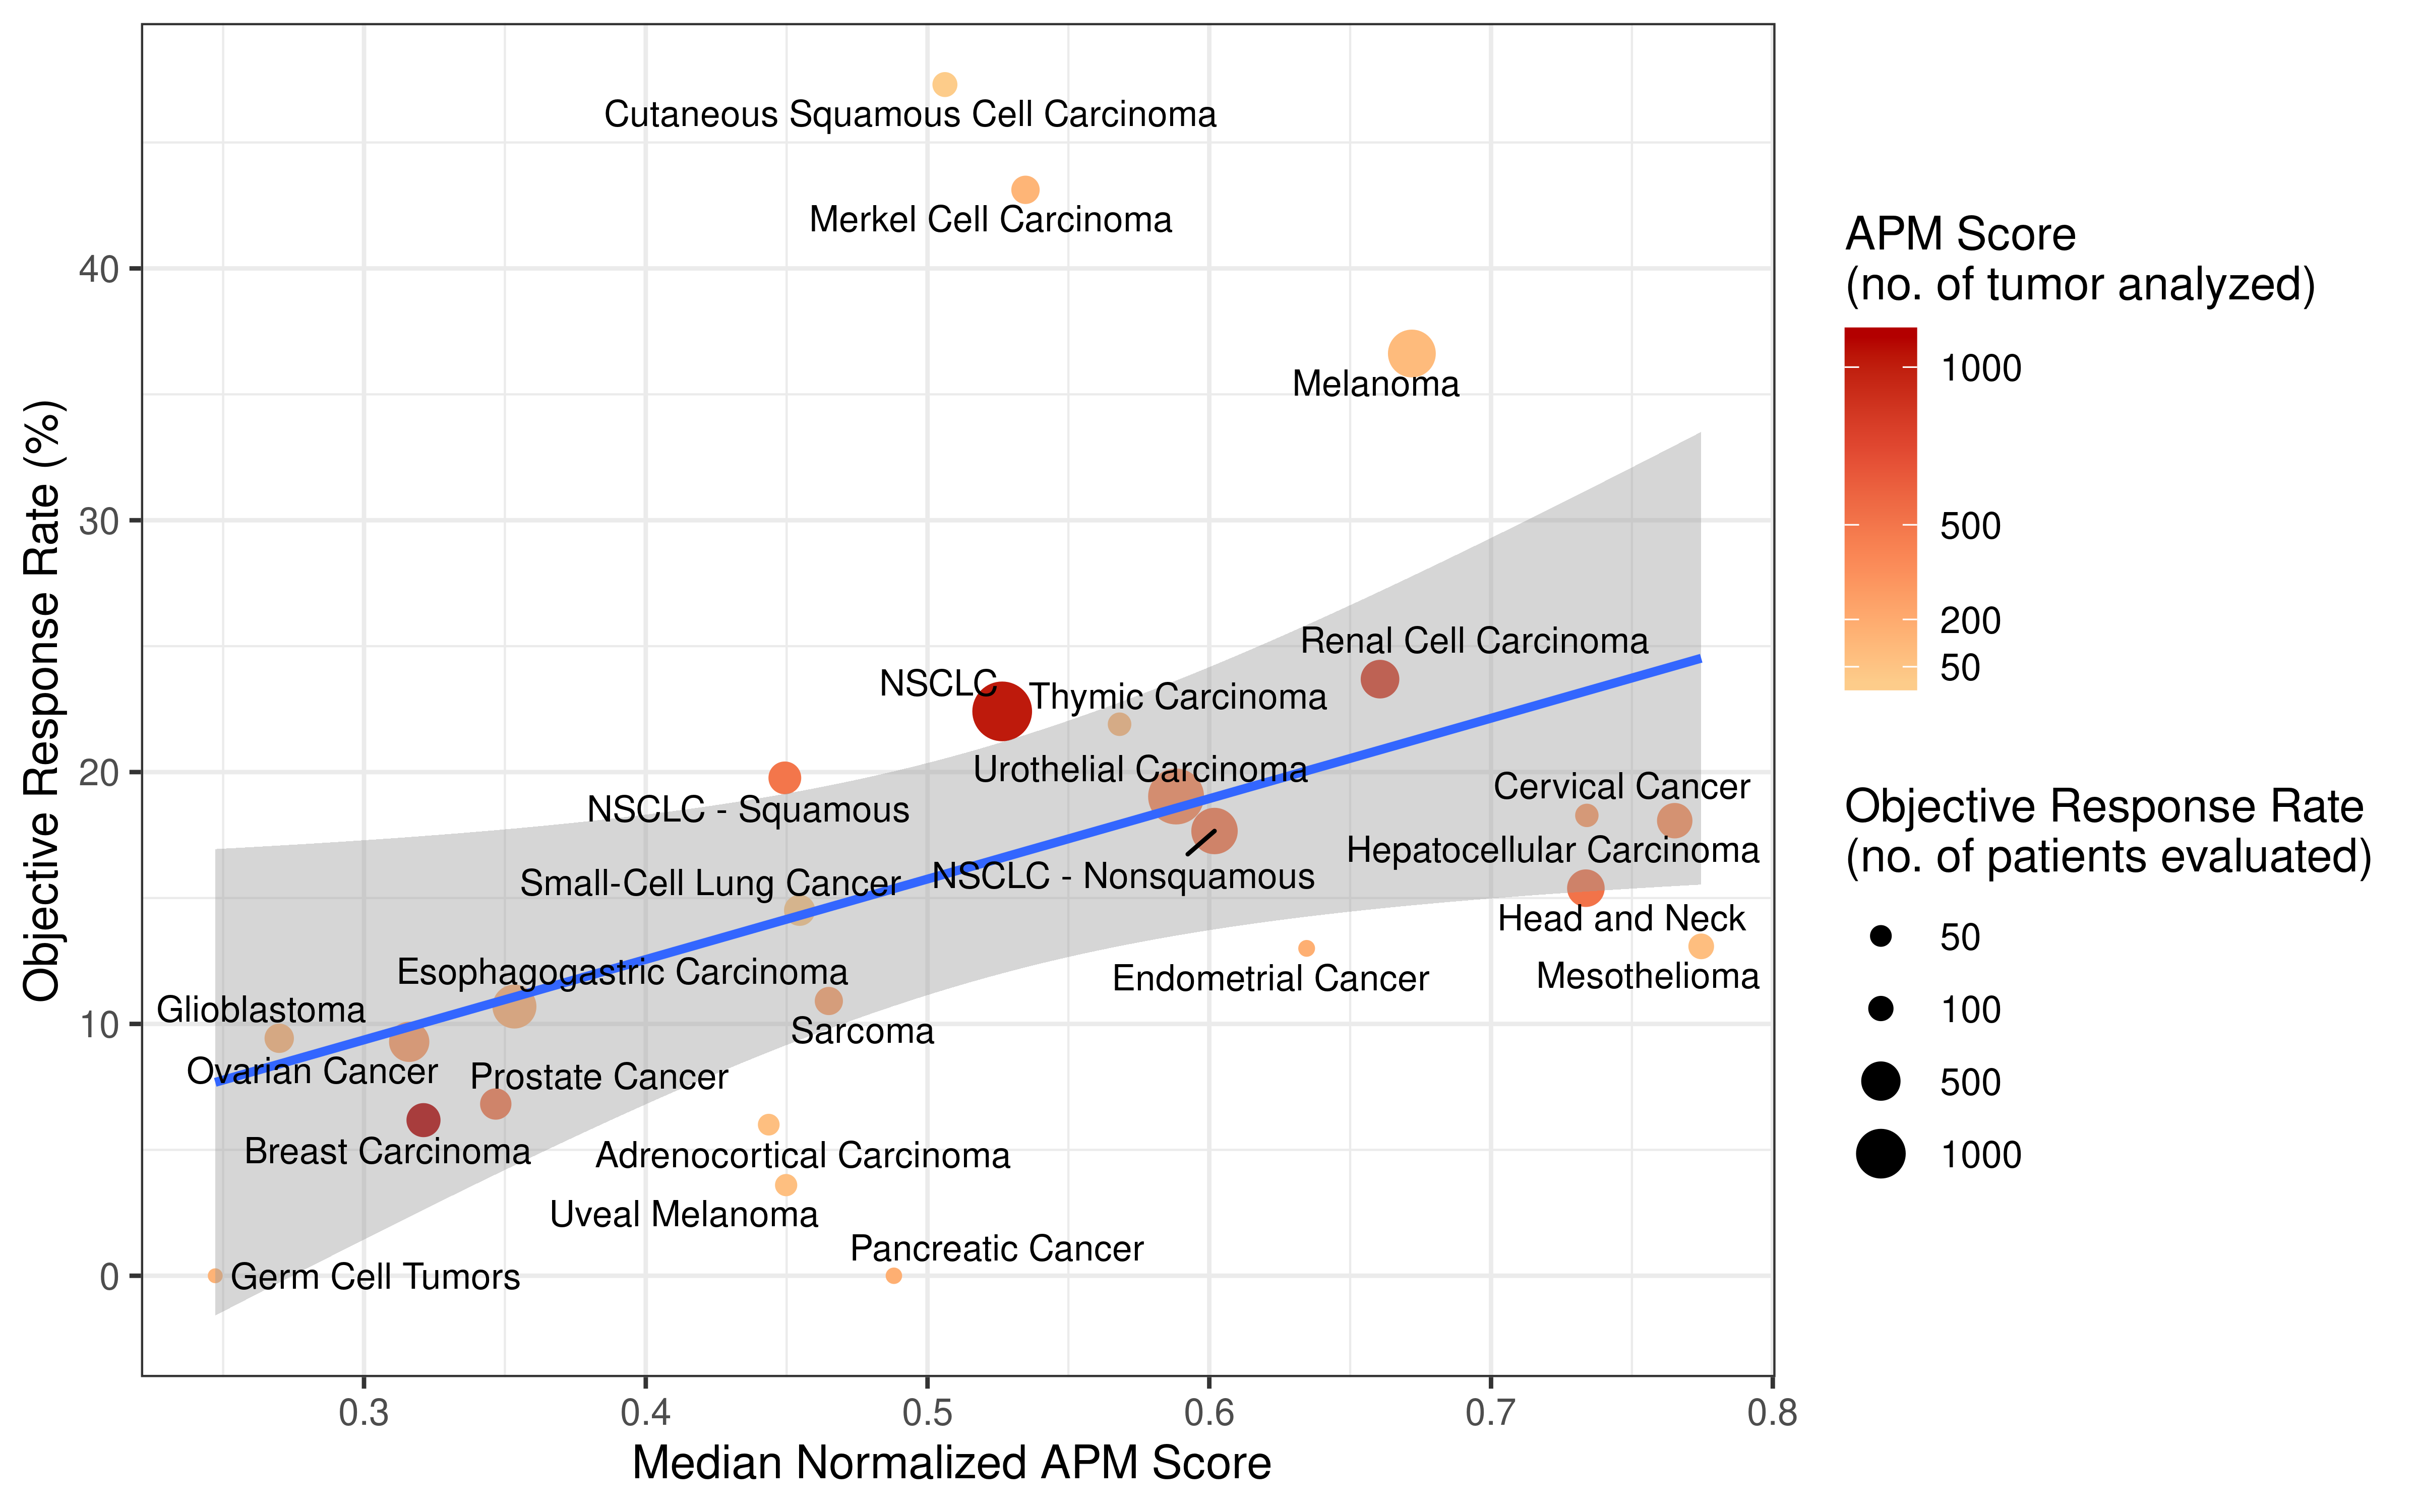 Cutaneous Squamous Cell Carcinoma
Merkel Cell Carcinoma
Melanoma
Renal Cell Carcinoma
NSCLC
Thymic Carcinoma
Urothelial Carcinoma
NSCLC - Squamous
Cervical Cancer
Hepatocellular Carcinoma
NSCLC - Nonsquamous
Small-Cell Lung Cancer
Head and Neck
Mesothelioma
Endometrial Cancer
Esophagogastric Carcinoma
Glioblastoma
Sarcoma
Ovarian Cancer
Prostate Cancer
Breast Carcinoma
Adrenocortical Carcinoma
Uveal Melanoma
Pancreatic Cancer
Germ Cell Tumors
Objective Response Rate (%)
40
30
20
10
0
0.3
0.4
0.5
0.6
0.7
0.8
Median Normalized APM Score
APM Score
(no. of tumor analyzed)
1000
500
200
50
Objective Response Rate
(no. of patients evaluated)
50
100
500
1000